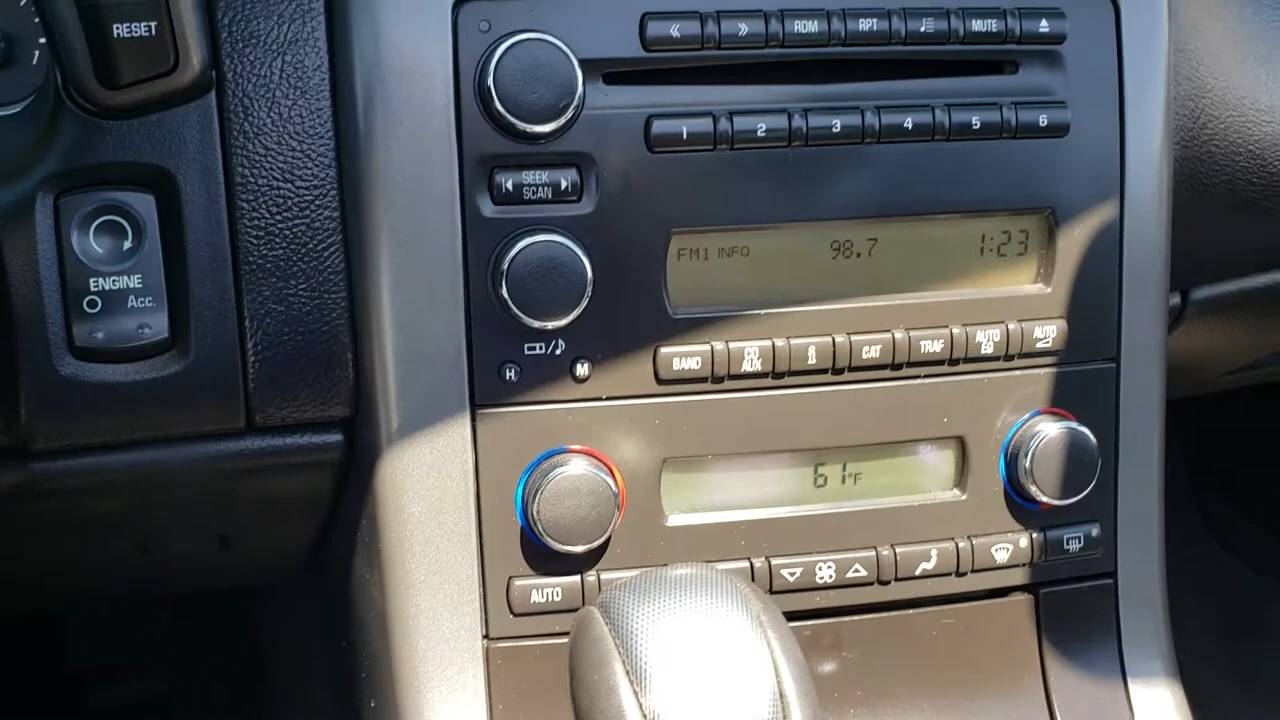 RESET
1
ENGINE
Acc.
RDM
RPT
MUTE
1
2
3
4
5
6
SEEK
SCAN
FM1 INFO 98.7 1:23
H
M
BAND
CD
AUX
i
CAT
TRAF
AUTO
EQ
AUTO
61°F
AUTO